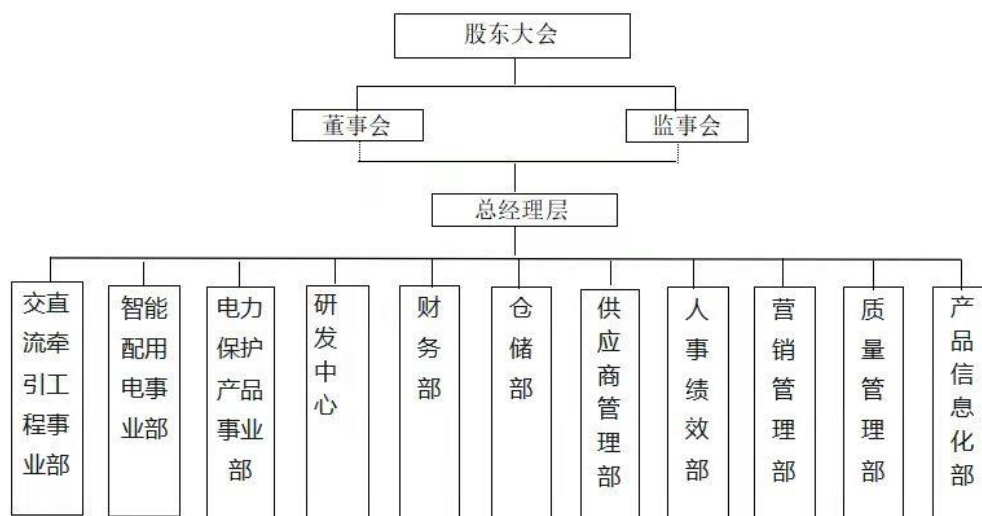 股东大会
董事会
监事会
总经理层
交直流牵引工程事业部
智能配用电事业部
电力保护产品事业部
研发中心
财务部
仓储部
供应商管理部
人事绩效部
营销管理部
质量管理部
产品信息化部